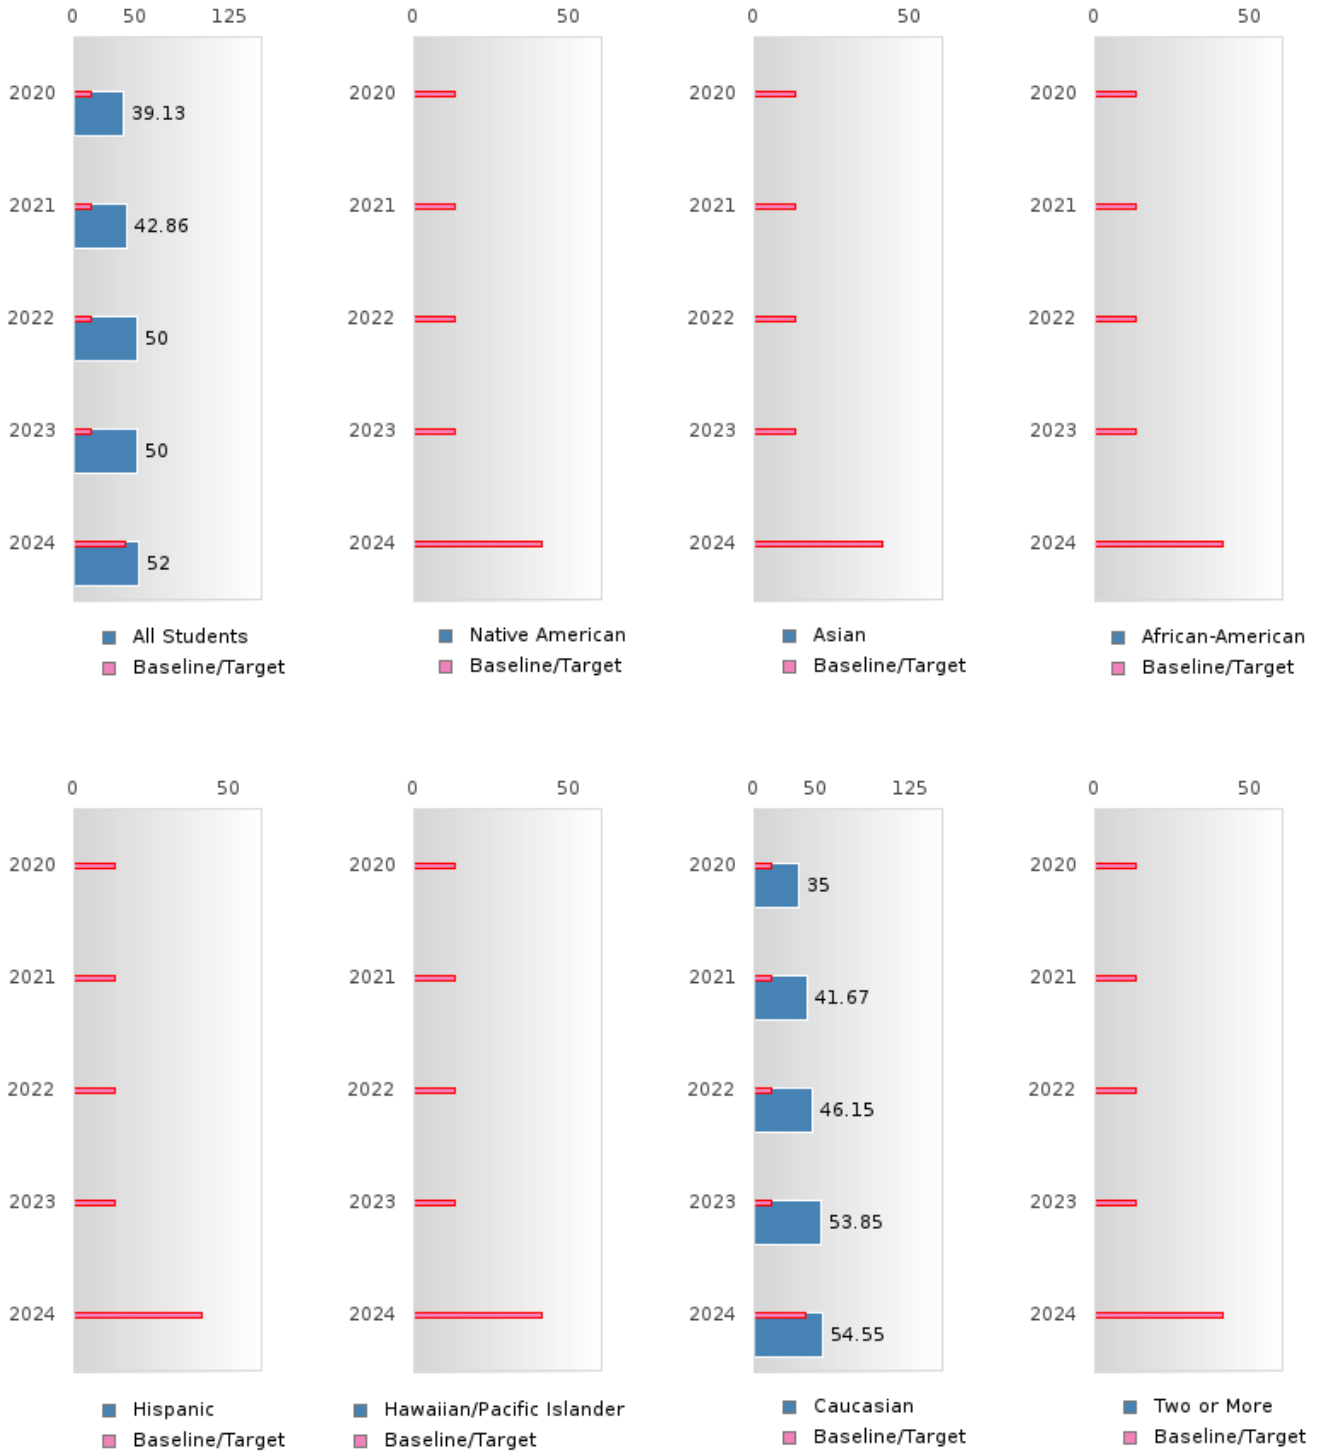 0 50 125
2020 39.13
2021 42.86
2022 50
2023 50
2024 52
All Students
Baseline/Target
0 50
2020
2021
2022
2023
2024
Native American
Baseline/Target
0 50
2020
2021
2022
2023
2024
Asian
Baseline/Target
0 50
2020
2021
2022
2023
2024
African-American
Baseline/Target
0 50
2020
2021
2022
2023
2024
Hispanic
Baseline/Target
0 50
2020
2021
2022
2023
2024
Hawaiian/Pacific Islander
Baseline/Target
0 50 125
2020 35
2021 41.67
2022 46.15
2023 53.85
2024 54.55
Caucasian
Baseline/Target
0 50
2020
2021
2022
2023
2024
Two or More
Baseline/Target